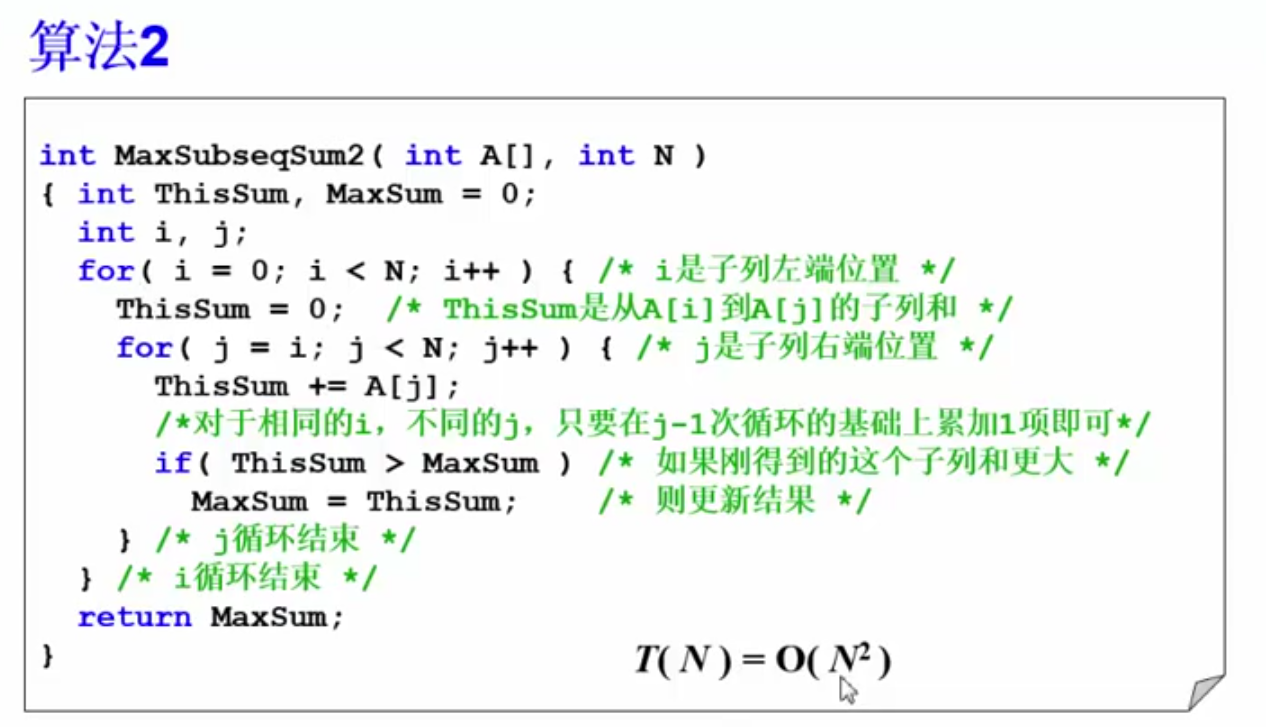 算法2
int MaxSubseqSum2( int A[], int N )
{ int ThisSum, MaxSum = 0;
int i, j;
for( i = 0; i < N; i++ ) { /* i是子列左端位置 */
ThisSum = 0; /* ThisSum是从A[i]到A[j]的子列和 */
for( j = i; j < N; j++ ) { /* j是子列右端位置 */
ThisSum += A[j];
/*对于相同的i，不同的j，只要在j-1次循环的基础上累加1项即可*/
if( ThisSum > MaxSum ) /* 如果刚得到的这个子列和更大 */
MaxSum = ThisSum; /* 则更新结果 */
} /* j循环结束 */
} /* i循环结束 */
return MaxSum;
}
T( N ) = O( N² )